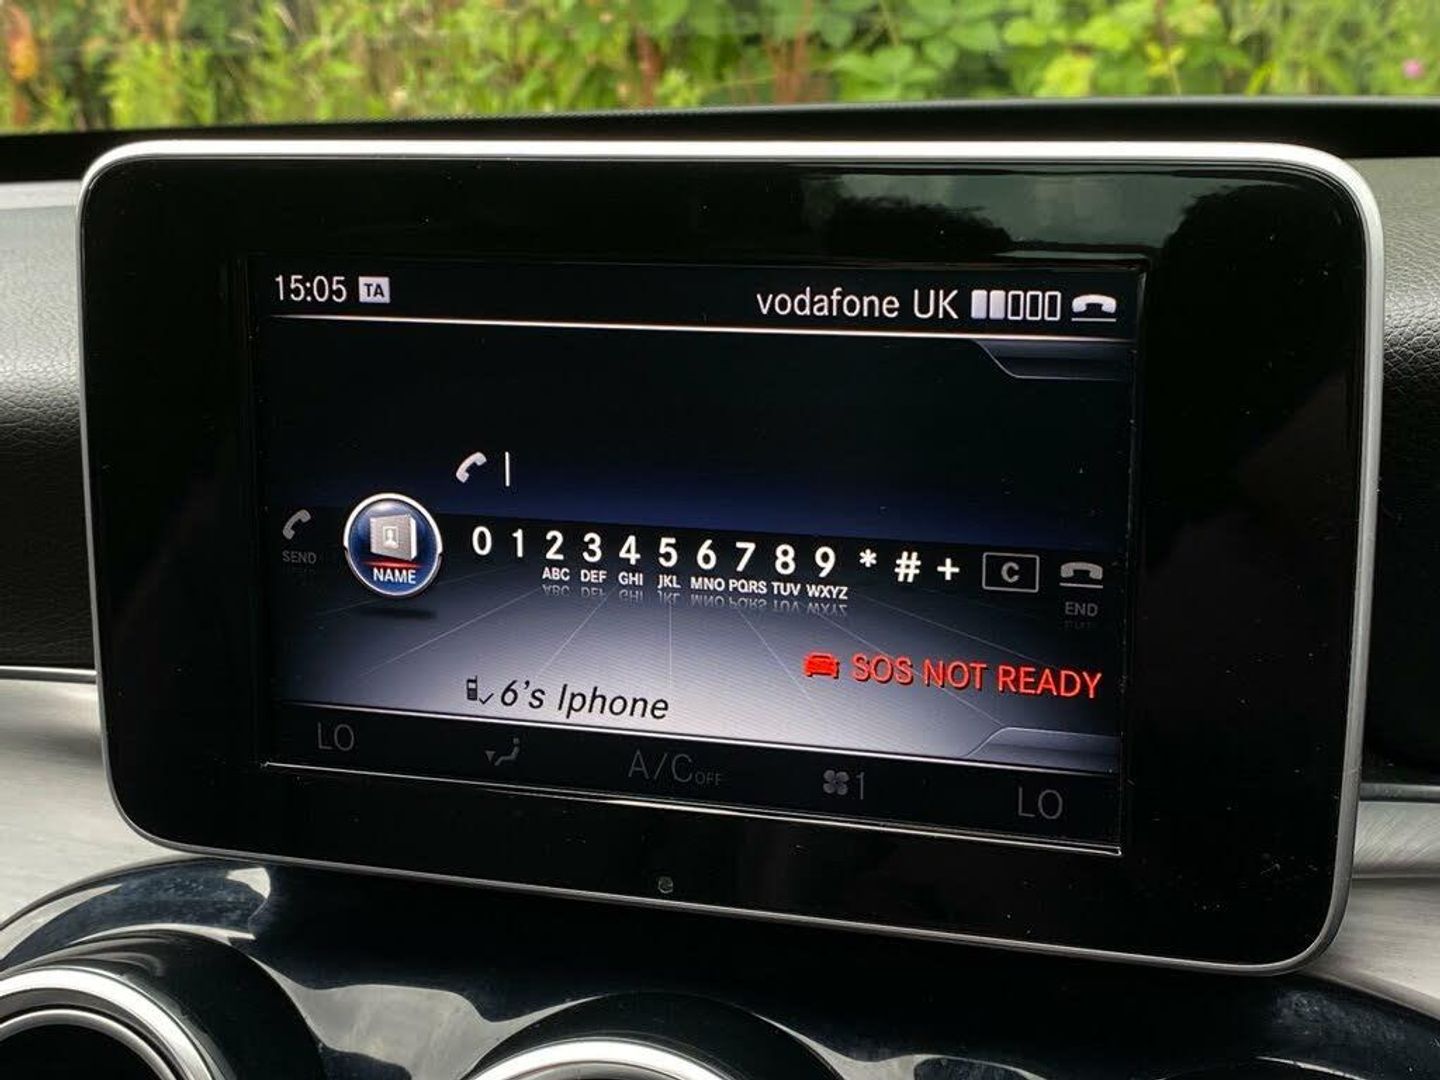 15:05 TA
vodafone UK
SEND
NAME
0 1 2 3 4 5 6 7 8 9 * # + C
ABC DEF GHI JKL MNO PQRS TUV WXYZ
END
SOS NOT READY
6's Iphone
LO A/C OFF 1 LO